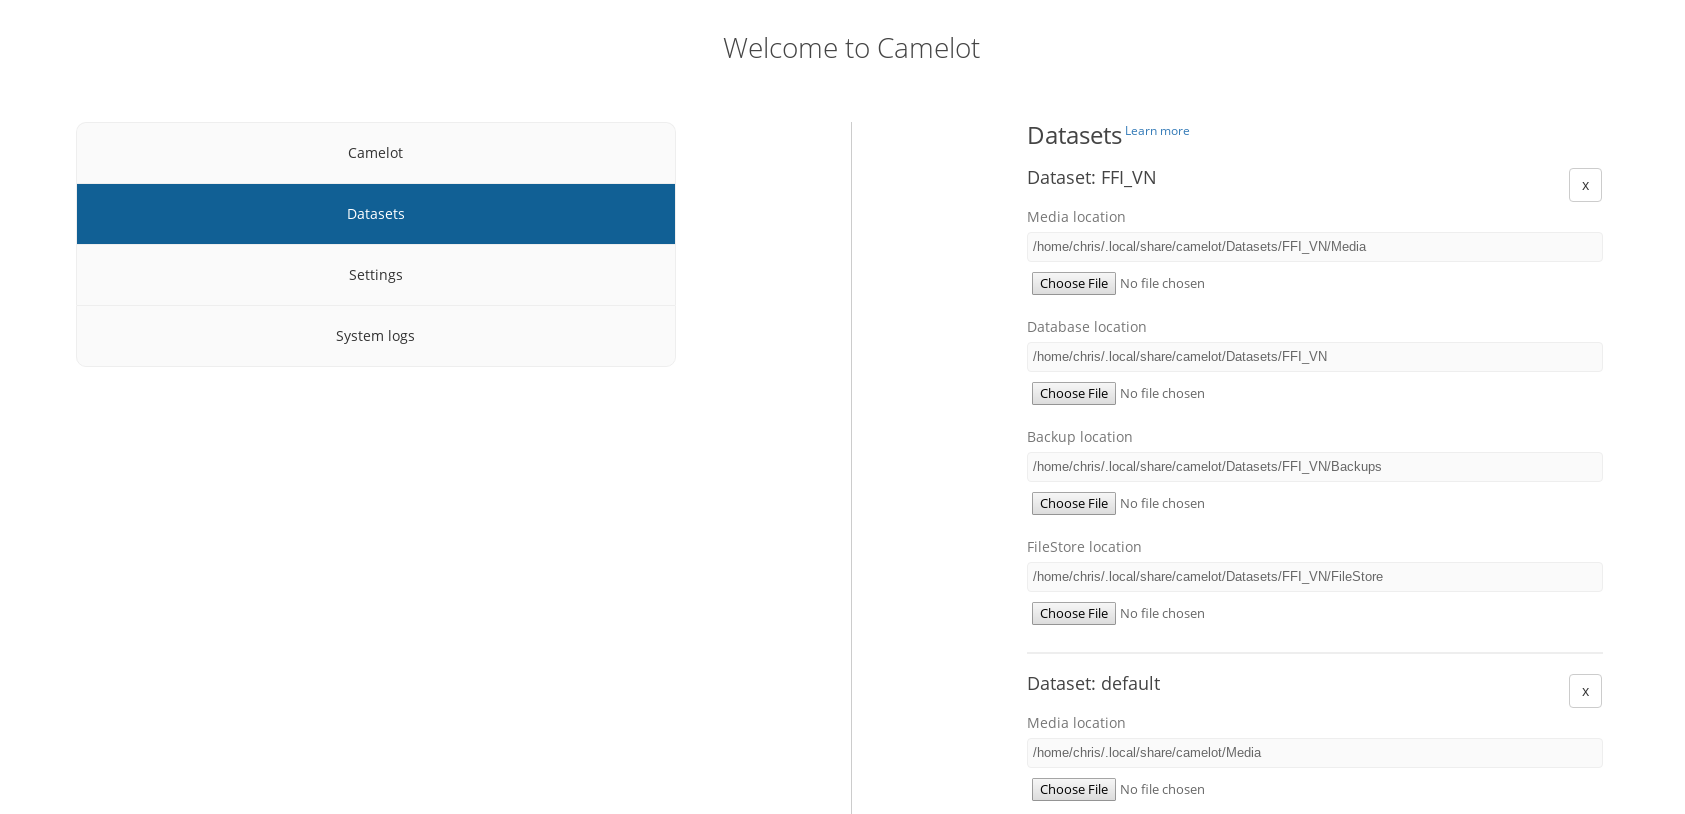 Welcome to Camelot
Camelot
Datasets
Settings
System logs
Datasets Learn more
Dataset: FFI_VN
x
Media location
/home/chris/.local/share/camelot/Datasets/FFI_VN/Media
Choose File No file chosen
Database location
/home/chris/.local/share/camelot/Datasets/FFI_VN
Choose File No file chosen
Backup location
/home/chris/.local/share/camelot/Datasets/FFI_VN/Backups
Choose File No file chosen
FileStore location
/home/chris/.local/share/camelot/Datasets/FFI_VN/FileStore
Choose File No file chosen
Dataset: default
x
Media location
/home/chris/.local/share/camelot/Media
Choose File No file chosen